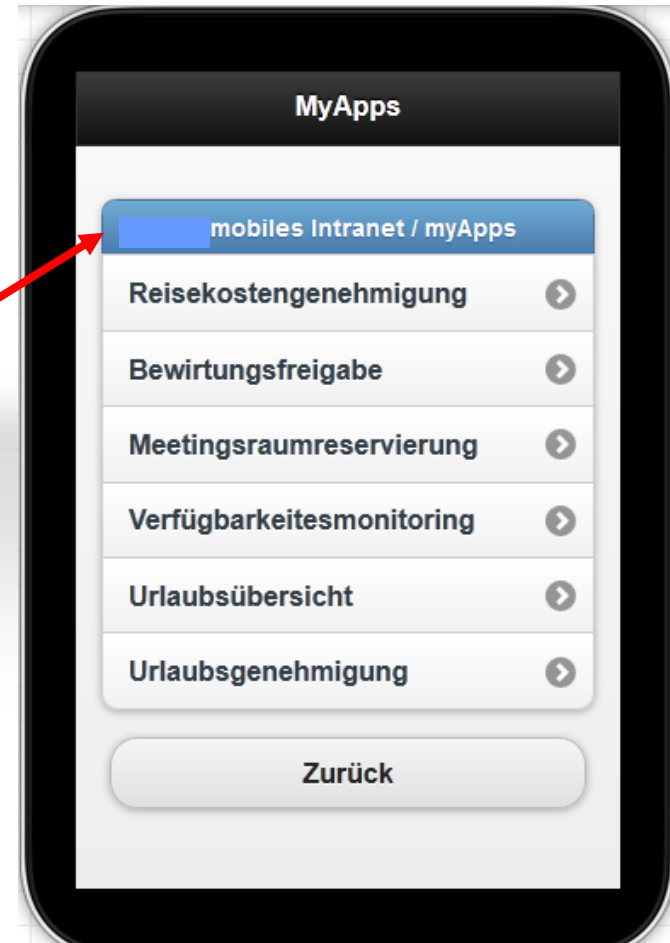 MyApps
mobiles Intranet / myApps
Reisekostengenehmigung
Bewirtungsfreigabe
Meetingsraumreservierung
Verfügbarkeitesmonitoring
Urlaubsübersicht
Urlaubsgenehmigung
Zurück